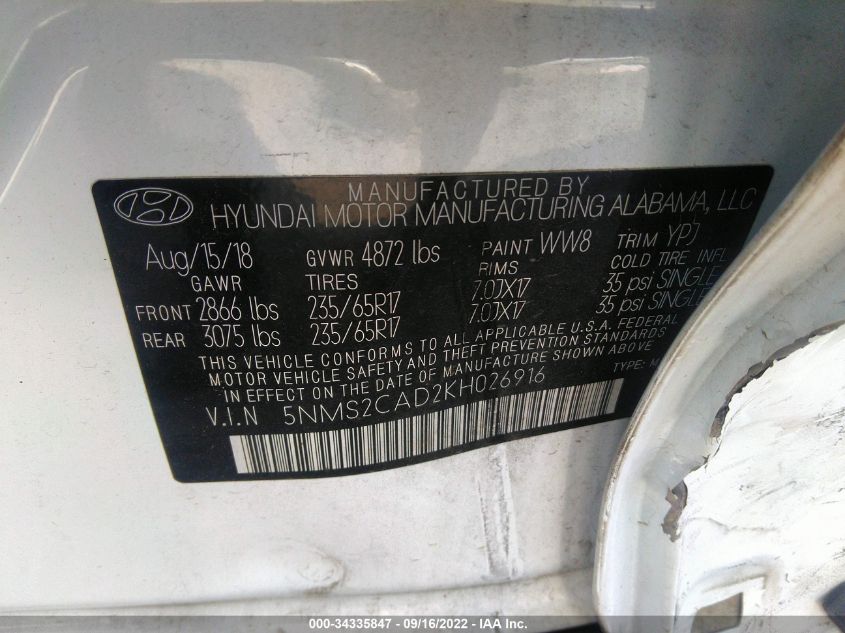 MANUFACTURED BY
HYUNDAI MOTOR MANUFACTURING ALABAMA, LLC
Aug/15/18 GVWR 4872 lbs PAINT WW8 TRIM YPJ
GAWR TIRES RIMS COLD TIRE INFL
FRONT 2866 lbs 235/65R17 7.0JX17 35 psi SINGLE
REAR 3075 lbs 235/65R17 7.0JX17 35 psi SINGLE
THIS VEHICLE CONFORMS TO ALL APPLICABLE U.S.A. FEDERAL
MOTOR VEHICLE SAFETY AND THEFT PREVENTION STANDARDS
IN EFFECT ON THE DATE OF MANUFACTURE SHOWN ABOVE
V.I.N 5NMS2CAD2KH026916 TYPE: M
000-34335847 - 09/16/2022 - Copyright © IAA, Inc.